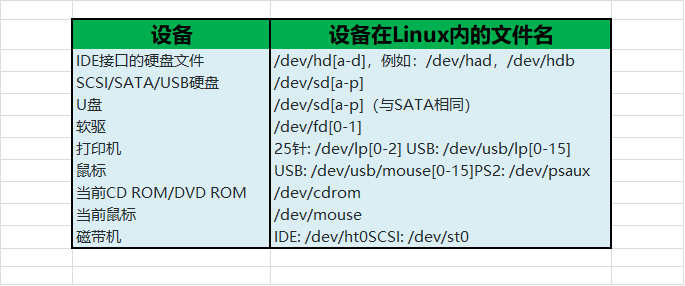 设备 设备在Linux内的文件名
IDE接口的硬盘文件 /dev/hd[a-d]，例如：/dev/had，/dev/hdb
SCSI/SATA/USB硬盘 /dev/sd[a-p]
U盘 /dev/sd[a-p]（与SATA相同）
软驱 /dev/fd[0-1]
打印机 25针: /dev/lp[0-2] USB: /dev/usb/lp[0-15]
鼠标 USB: /dev/usb/mouse[0-15]PS2: /dev/psaux
当前CD ROM/DVD ROM /dev/cdrom
当前鼠标 /dev/mouse
磁带机 IDE: /dev/ht0SCSI: /dev/st0